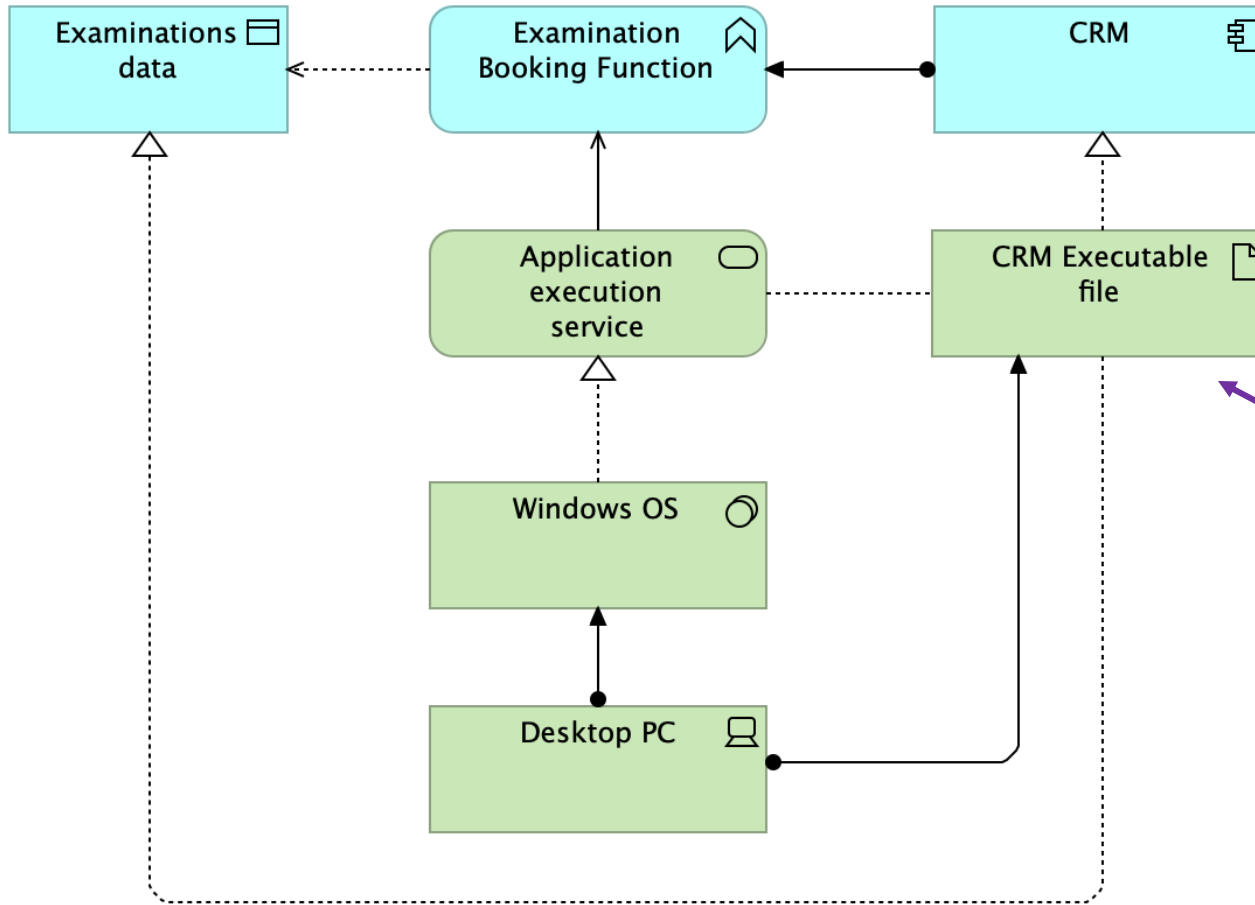 Examinations
data
Examination
Booking Function
CRM
Application
execution
service
CRM Executable
file
Windows OS
Desktop PC